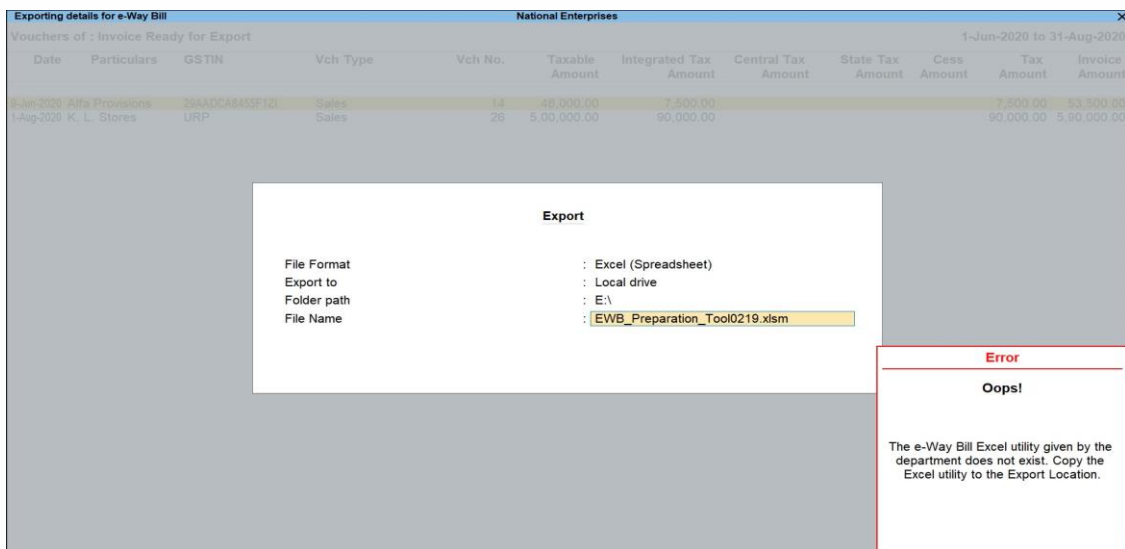 Exporting details for e-Way Bill National Enterprises X
Vouchers of : Invoice Ready for Export 1-Jun-2020 to 31-Aug-2020
Date Particulars GSTIN Vch Type Vch No. Taxable Integrated Tax Central Tax State Tax Cess Tax Invoice
Amount Amount Amount Amount Amount Amount Amount
Alfa Provisions Sales 14 48,000.00 7,500.00 7,500.00 53,500.00
1-Aug-2020 K. L. Stores URP Sales 26 5,00,000.00 90,000.00 90,000.00 5,90,000.00
Export
File Format : Excel (Spreadsheet)
Export to : Local drive
Folder path : E:\
File Name : EWB_Preparation_Tool0219.xlsm
Error
Oops!
The e-Way Bill Excel utility given by the
department does not exist. Copy the
Excel utility to the Export Location.